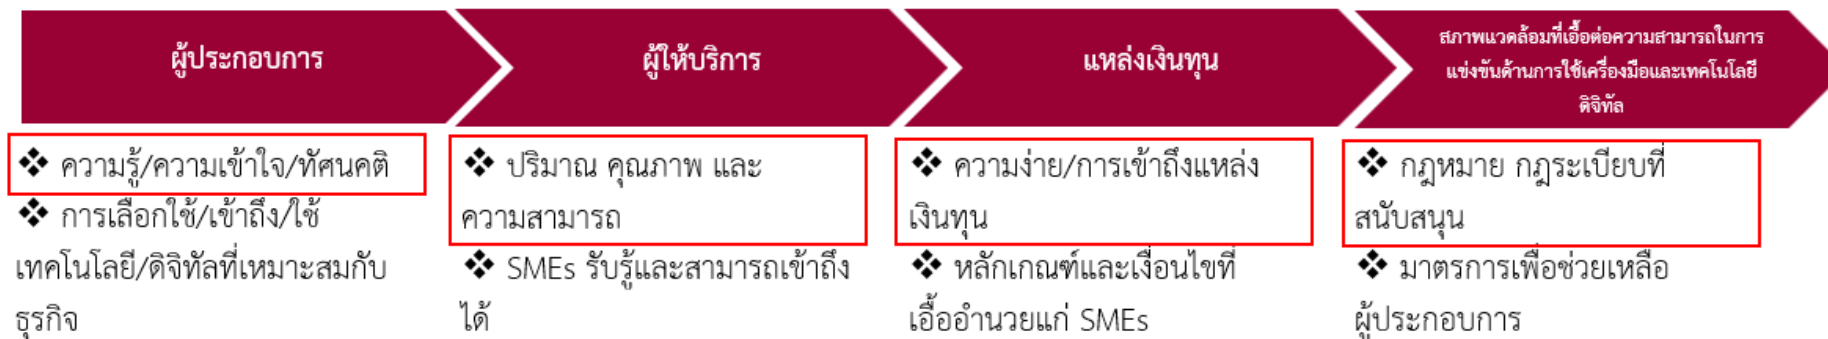 ผู้ประกอบการ
❖ ความรู้/ความเข้าใจ/ทัศนคติ
❖ การเลือกใช้/เข้าถึง/ใช้
เทคโนโลยี/ดิจิทัลที่เหมาะสมกับ
ธุรกิจ
ผู้ให้บริการ
❖ ปริมาณ คุณภาพ และ
ความสามารถ
❖ SMEs รับรู้และสามารถเข้าถึง
ได้
แหล่งเงินทุน
❖ ความง่าย/การเข้าถึงแหล่ง
เงินทุน
❖ หลักเกณฑ์และเงื่อนไขที่
เอื้ออำนวยแก่ SMEs
สภาพแวดล้อมที่เอื้อต่อความสามารถในการ
แข่งขันด้านการใช้เครื่องมือและเทคโนโลยี
ดิจิทัล
❖ กฎหมาย กฎระเบียบที่
สนับสนุน
❖ มาตรการเพื่อช่วยเหลือ
ผู้ประกอบการ